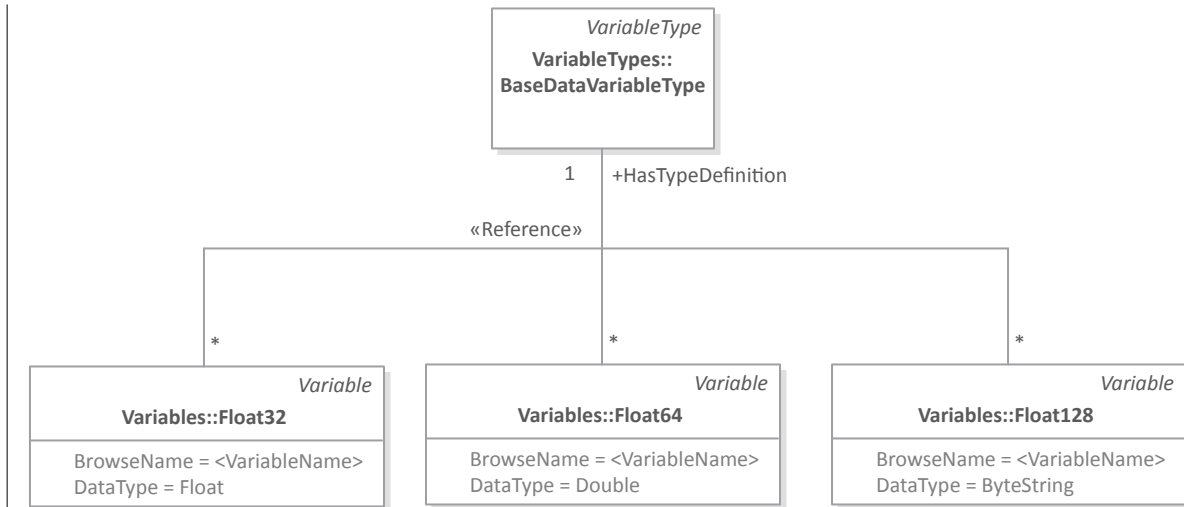 VariableType
VariableTypes::
BaseDataVariableType
1
+HasTypeDefinition
«Reference»
*
*
*
Variable
Variables::Float32
BrowseName = <VariableName>
DataType = Float
Variable
Variables::Float64
BrowseName = <VariableName>
DataType = Double
Variable
Variables::Float128
BrowseName = <VariableName>
DataType = ByteString